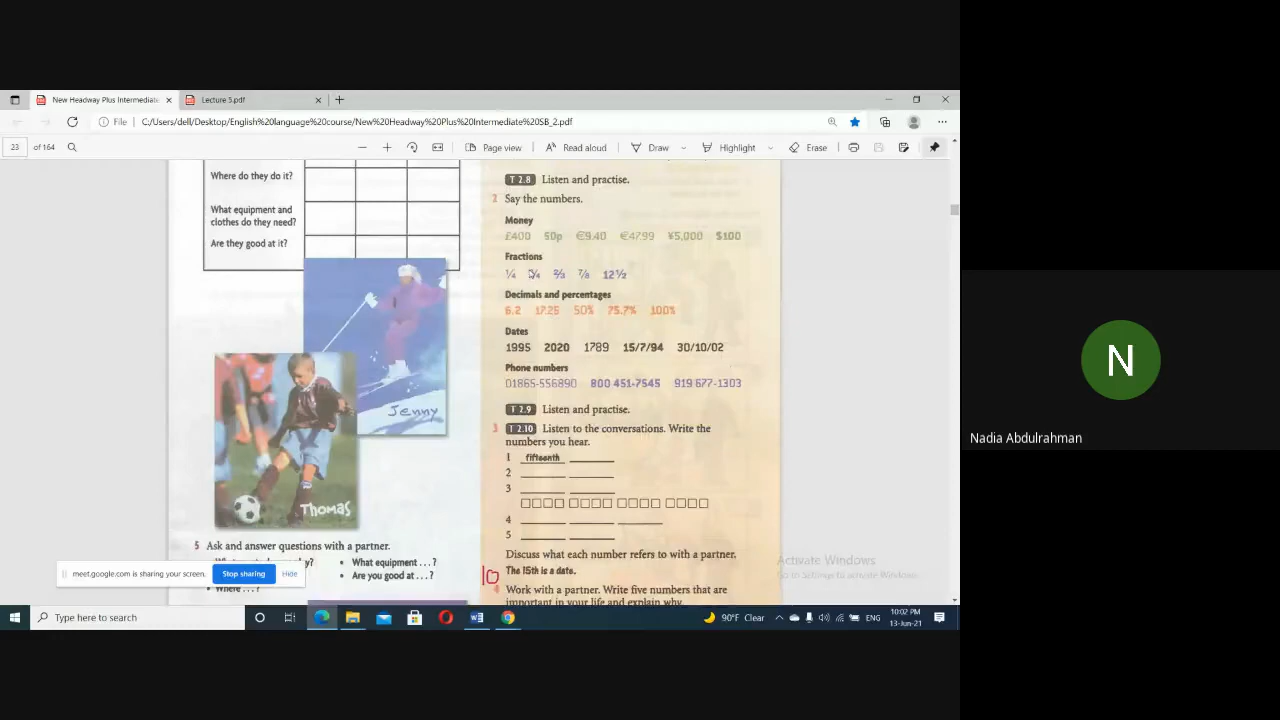 New Headway Plus Intermediate
Lecture 5.pdf
File
C:/Users/dell/Desktop/English%20language%20course/New%20Headway%20Plus%20Intermediate%20SB_2.pdf
23 of 164
Page view
Read aloud
Draw
Highlight
Erase
Where do they do it?
What equipment and
clothes do they need?
Are they good at it?
Jenny
Thomas
5 Ask and answer questions with a partner.
• What equipment . . . ?
• Are you good at . . . ?
• Where . . . ?
meet.google.com is sharing your screen.
Stop sharing
Hide
T 2.8 Listen and practise.
2 Say the numbers.
Money
£400 50p €9.40 €47.99 ¥5,000 $100
Fractions
¼ ¾ ⅔ ⅞ 12½
Decimals and percentages
6.2 17.25 50% 75.7% 100%
Dates
1995 2020 1789 15/7/94 30/10/02
Phone numbers
01865-556890 800 451-7545 919 677-1303
T 2.9 Listen and practise.
3 T 2.10 Listen to the conversations. Write the
numbers you hear.
1 fifteenth
2
3
4
5
Discuss what each number refers to with a partner.
The 15th is a date.
4 Work with a partner. Write five numbers that are
important in your life and explain why.
Activate Windows
Go to Settings to activate Windows.
Type here to search
90°F Clear
ENG
10:02 PM
13-Jun-21
N
Nadia Abdulrahman